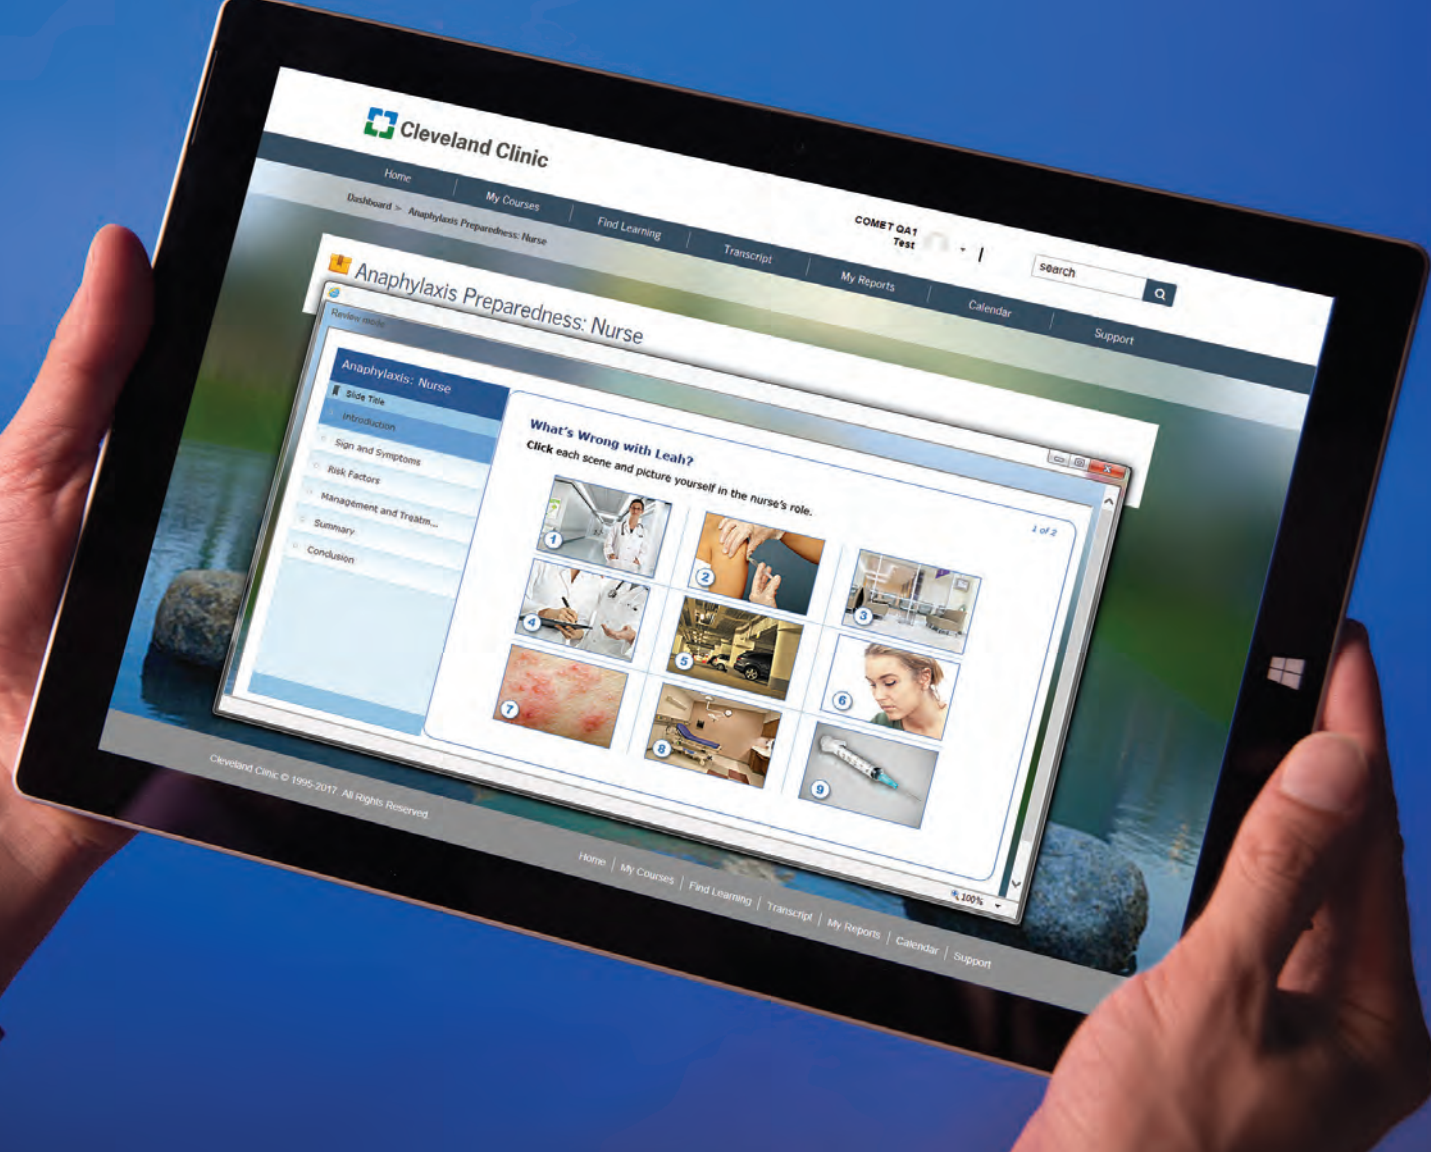 Cleveland Clinic
Home
My Courses
Find Learning
Transcript
My Reports
Calendar
Support
COMET QA1
Test
search
Dashboard > Anaphylaxis Preparedness: Nurse
Anaphylaxis Preparedness: Nurse
Review mode
Anaphylaxis: Nurse
Slide Title
Introduction
Sign and Symptoms
Risk Factors
Management and Treatm...
Summary
Conclusion
What's Wrong with Leah?
Click each scene and picture yourself in the nurse's role.
1 of 2
1
2
3
4
5
6
7
8
9
100%
Cleveland Clinic © 1995-2017. All Rights Reserved.
Home | My Courses | Find Learning | Transcript | My Reports | Calendar | Support